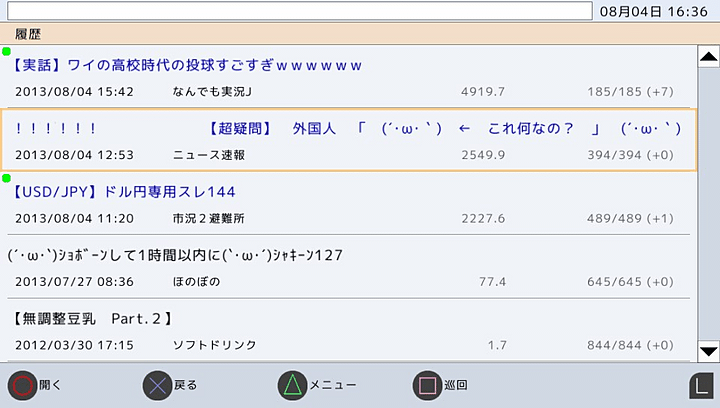 08月04日 16:36
履歴
【実話】ワイの高校時代の投球すごすぎｗｗｗｗｗｗ
2013/08/04 15:42 なんでも実況J 4919.7 185/185 (+7)
！！！！！！ 【超疑問】 外国人 「 (´･ω･｀) ← これ何なの？ 」 (´･ω･｀)
2013/08/04 12:53 ニュース速報 2549.9 394/394 (+0)
【USD/JPY】ドル円専用スレ144
2013/08/04 11:20 市況２避難所 2227.6 489/489 (+1)
(´･ω･`)ｼｮﾎﾞｰﾝして1時間以内に(`･ω･´)ｼｬｷｰﾝ127
2013/07/27 08:36 ほのぼの 77.4 645/645 (+0)
【無調整豆乳 Part.２】
2012/03/30 17:15 ソフトドリンク 1.7 844/844 (+0)
開く 戻る メニュー 巡回 L